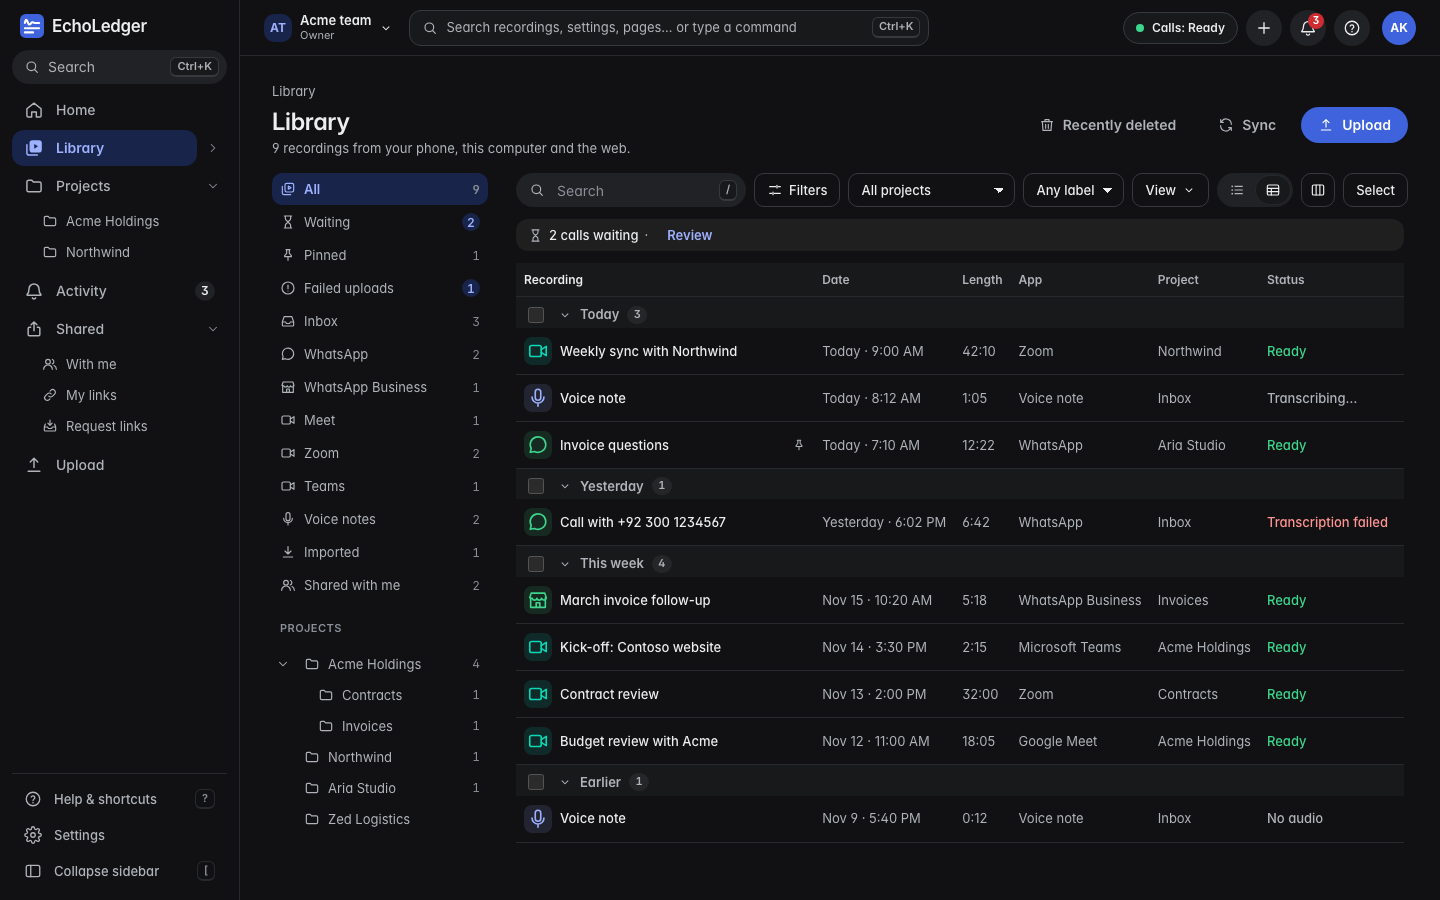 EchoLedger
Search Ctrl+K
Home
Library
Projects
Acme Holdings
Northwind
Activity 3
Shared
With me
My links
Request links
Upload
Help & shortcuts ?
Settings
Collapse sidebar [
AT Acme team
Owner
Search recordings, settings, pages... or type a command Ctrl+K
Calls: Ready
3
AK
Library
Library
9 recordings from your phone, this computer and the web.
Recently deleted Sync Upload
All 9
Waiting 2
Pinned 1
Failed uploads 1
Inbox 3
WhatsApp 2
WhatsApp Business 1
Meet 1
Zoom 2
Teams 1
Voice notes 2
Imported 1
Shared with me 2
PROJECTS
Acme Holdings 4
Contracts 1
Invoices 1
Northwind 1
Aria Studio 1
Zed Logistics
Search / Filters All projects Any label View Select
2 calls waiting · Review
Recording Date Length App Project Status
Today 3
Weekly sync with Northwind Today · 9:00 AM 42:10 Zoom Northwind Ready
Voice note Today · 8:12 AM 1:05 Voice note Inbox Transcribing...
Invoice questions Today · 7:10 AM 12:22 WhatsApp Aria Studio Ready
Yesterday 1
Call with +92 300 1234567 Yesterday · 6:02 PM 6:42 WhatsApp Inbox Transcription failed
This week 4
March invoice follow-up Nov 15 · 10:20 AM 5:18 WhatsApp Business Invoices Ready
Kick-off: Contoso website Nov 14 · 3:30 PM 2:15 Microsoft Teams Acme Holdings Ready
Contract review Nov 13 · 2:00 PM 32:00 Zoom Contracts Ready
Budget review with Acme Nov 12 · 11:00 AM 18:05 Google Meet Acme Holdings Ready
Earlier 1
Voice note Nov 9 · 5:40 PM 0:12 Voice note Inbox No audio